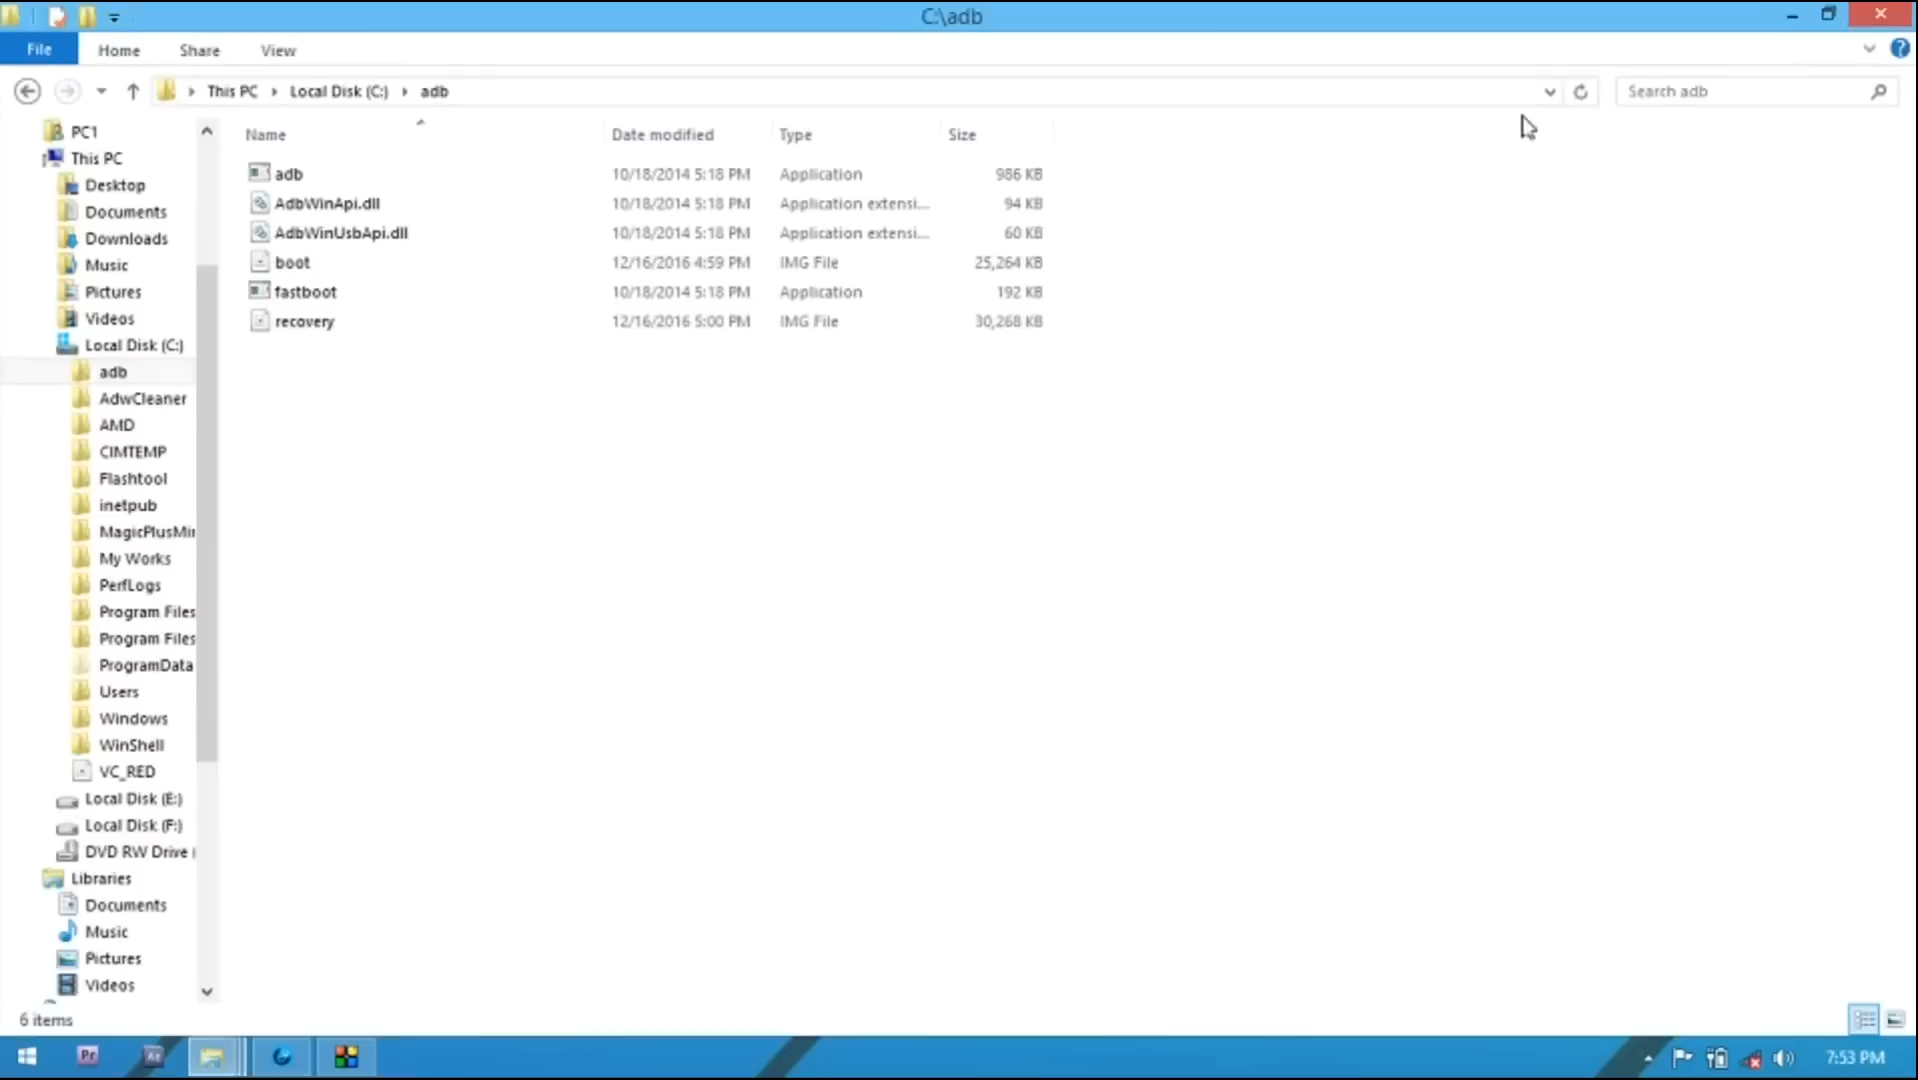 C:\adb
File Home Share View
This PC Local Disk (C:) adb
Search adb
Name Date modified Type Size
adb 10/18/2014 5:18 PM Application 986 KB
AdbWinApi.dll 10/18/2014 5:18 PM Application extensi... 94 KB
AdbWinUsbApi.dll 10/18/2014 5:18 PM Application extensi... 60 KB
boot 12/16/2016 4:59 PM IMG File 25,264 KB
fastboot 10/18/2014 5:18 PM Application 192 KB
recovery 12/16/2016 5:00 PM IMG File 30,268 KB
PC1
This PC
Desktop
Documents
Downloads
Music
Pictures
Videos
Local Disk (C:)
adb
AdwCleaner
AMD
CIMTEMP
Flashtool
inetpub
MagicPlusMir
My Works
PerfLogs
Program Files
Program Files
ProgramData
Users
Windows
WinShell
VC_RED
Local Disk (E:)
Local Disk (F:)
DVD RW Drive (
Libraries
Documents
Music
Pictures
Videos
6 items
Pr Ae 7:53 PM